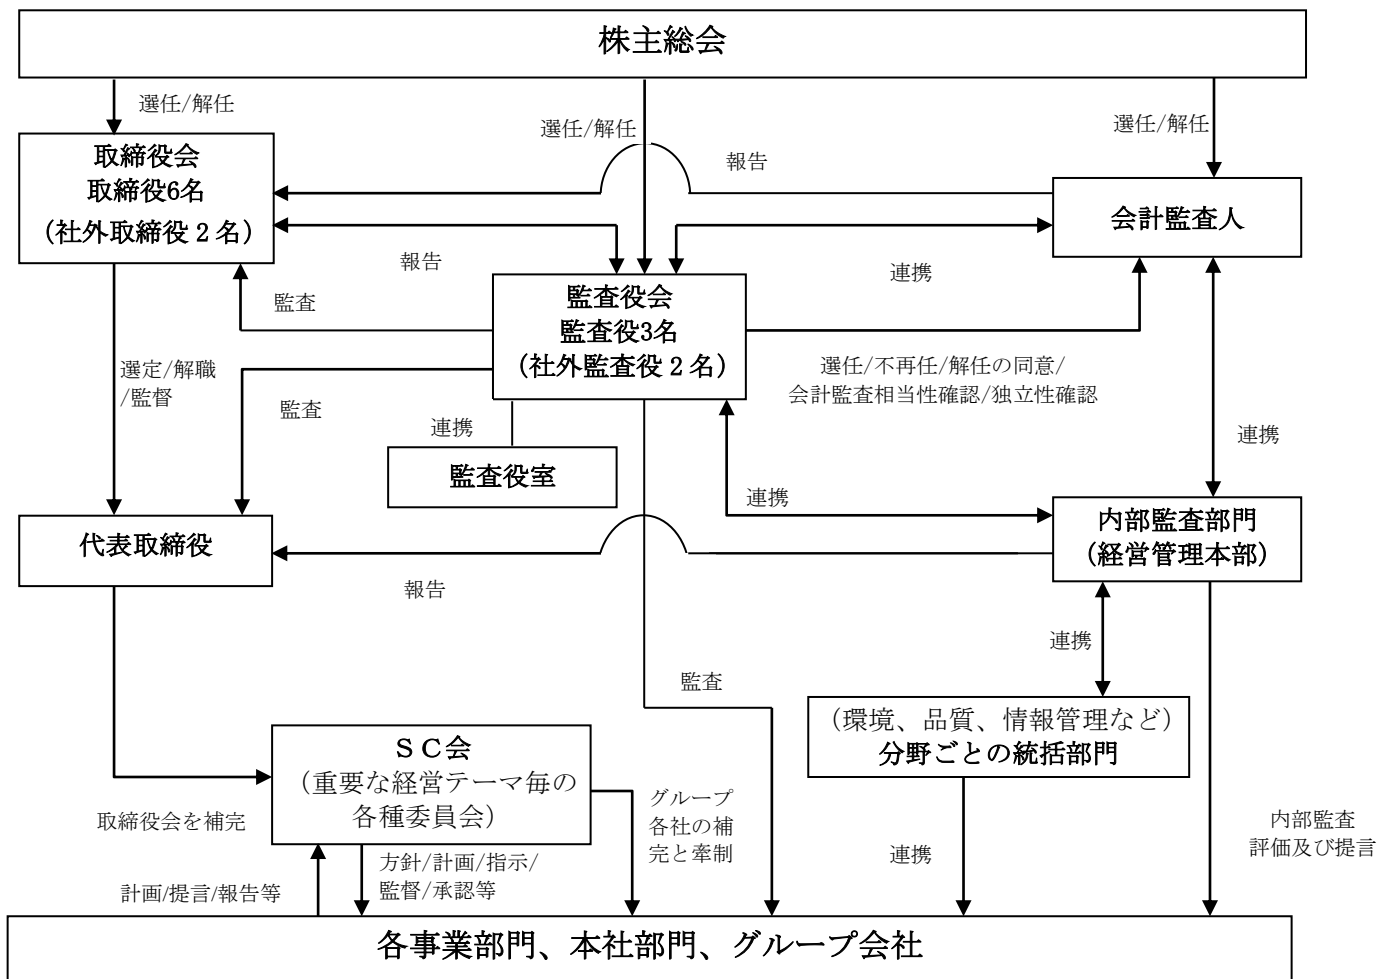 株主総会
選任/解任
選任/解任
選任/解任
取締役会
取締役6名
（社外取締役２名）
報告
会計監査人
報告
連携
監査
監査役会
監査役3名
（社外監査役２名）
選定/解職
/監督
監査
選任/不再任/解任の同意/
会計監査相当性確認/独立性確認
連携
連携
監査役室
連携
代表取締役
内部監査部門
（経営管理本部）
報告
連携
監査
（環境、品質、情報管理など）
分野ごとの統括部門
ＳＣ会
（重要な経営テーマ毎の
各種委員会）
取締役会を補完
グループ
各社の補
完と牽制
内部監査
評価及び提言
連携
方針/計画/指示/
監督/承認等
計画/提言/報告等
各事業部門、本社部門、グループ会社